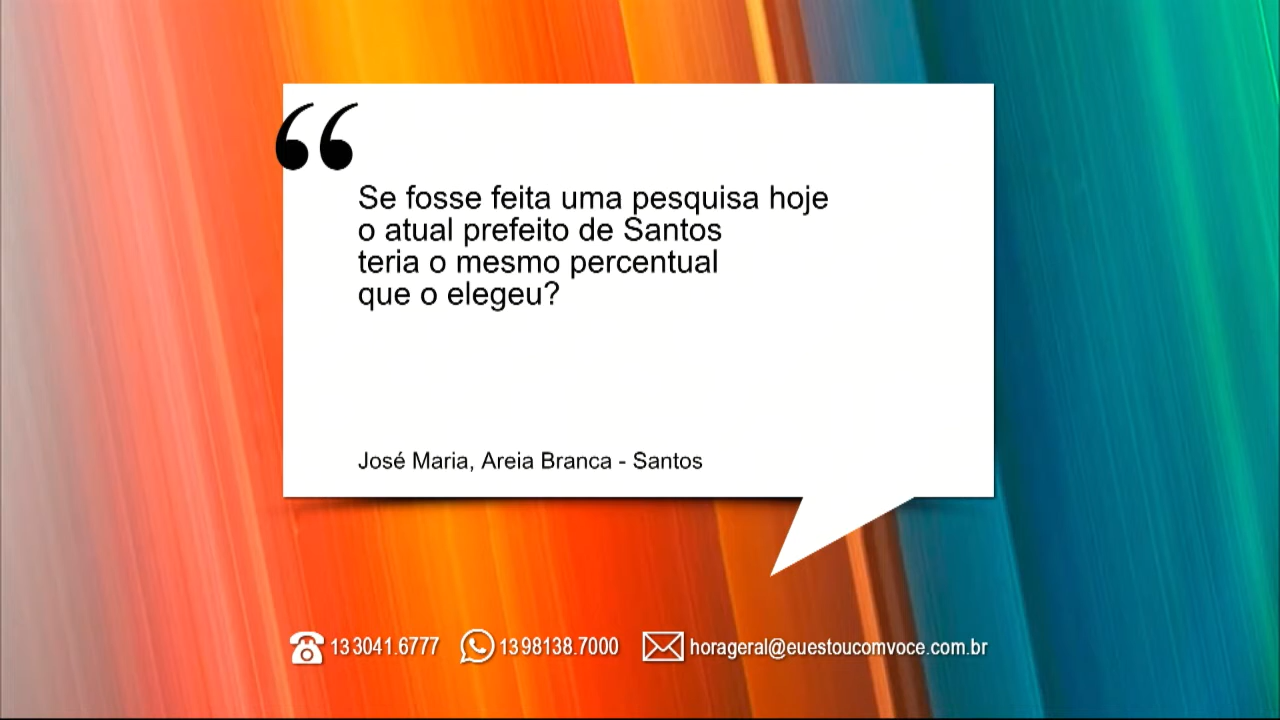 “
Se fosse feita uma pesquisa hoje
o atual prefeito de Santos
teria o mesmo percentual
que o elegeu?
José Maria, Areia Branca - Santos
13 3041.6777 13 98138.7000 horageral@euestoucomvoce.com.br